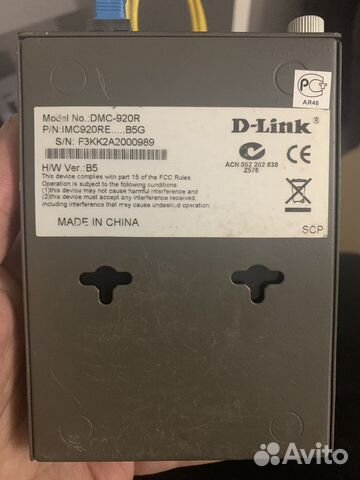 Model No.:DMC-920R
P/N:IMC920RE.....B5G
S/N: F3KK2A2000989
H/W Ver.:B5
This device complies with part 15 of the FCC Rules
Operation is subject to the following conditions:
(1)this device may not cause harmful interference and
(2)this device must accept any interference received,
including interference that may cause undesired operation
MADE IN CHINA
D-Link
ACN 052 202 838
Z576
CE
SCP
АЯ46
Avito